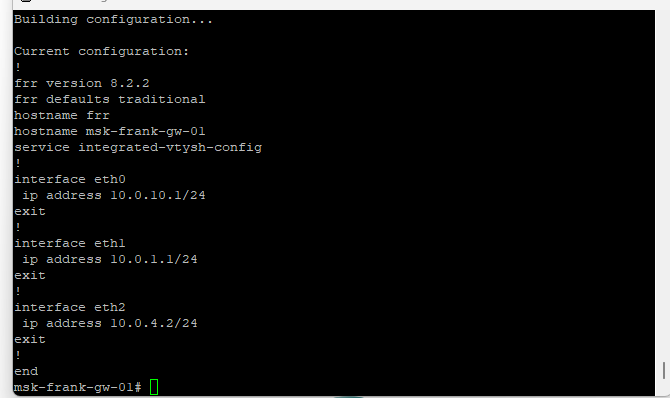 Building configuration...
Current configuration:
!
frr version 8.2.2
frr defaults traditional
hostname frr
hostname msk-frank-gw-01
service integrated-vtysh-config
!
interface eth0
 ip address 10.0.10.1/24
exit
!
interface eth1
 ip address 10.0.1.1/24
exit
!
interface eth2
 ip address 10.0.4.2/24
exit
!
end
msk-frank-gw-01#